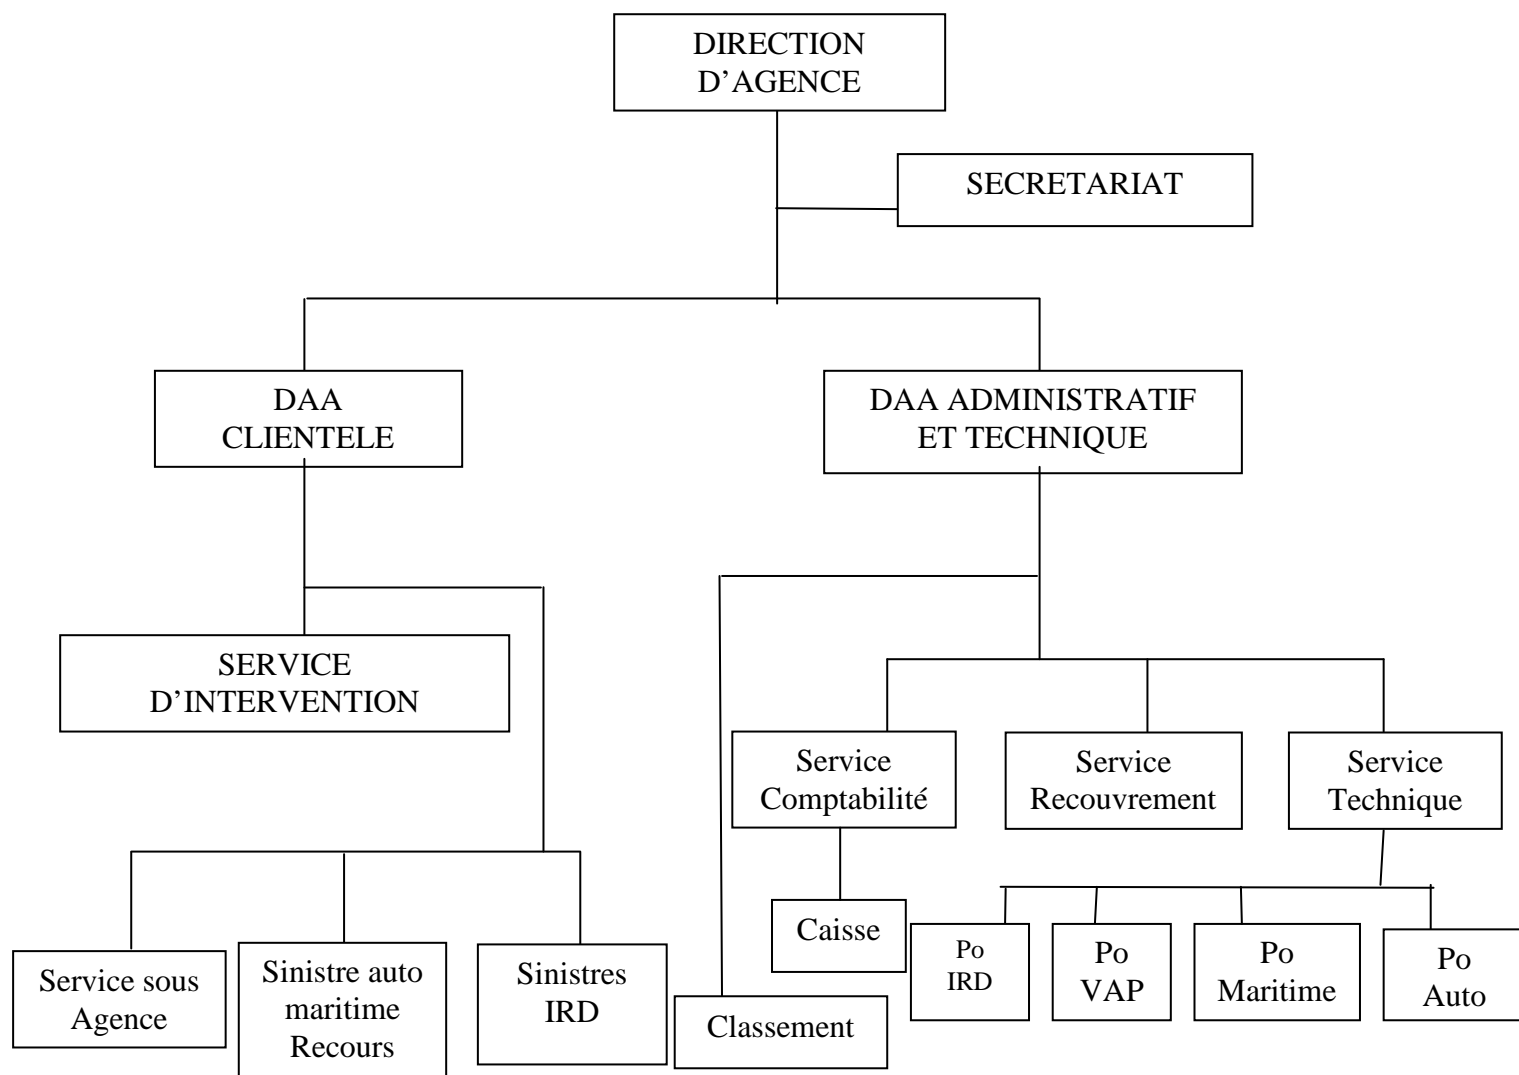 DIRECTION
D’AGENCE
SECRETARIAT
DAA
CLIENTELE
DAA ADMINISTRATIF
ET TECHNIQUE
SERVICE
D’INTERVENTION
Service
Comptabilité
Service
Recouvrement
Service
Technique
Caisse
Po
IRD
Po
VAP
Po
Maritime
Po
Auto
Service sous
Agence
Sinistre auto
maritime
Recours
Sinistres
IRD
Classement